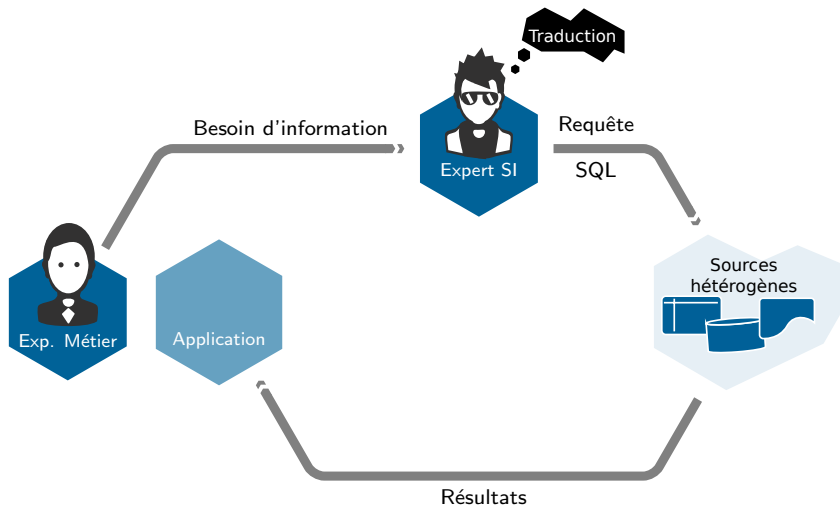 Traduction
Besoin d'information
Expert SI
Requête
SQL
Exp. Métier
Application
Sources
hétérogènes
Résultats